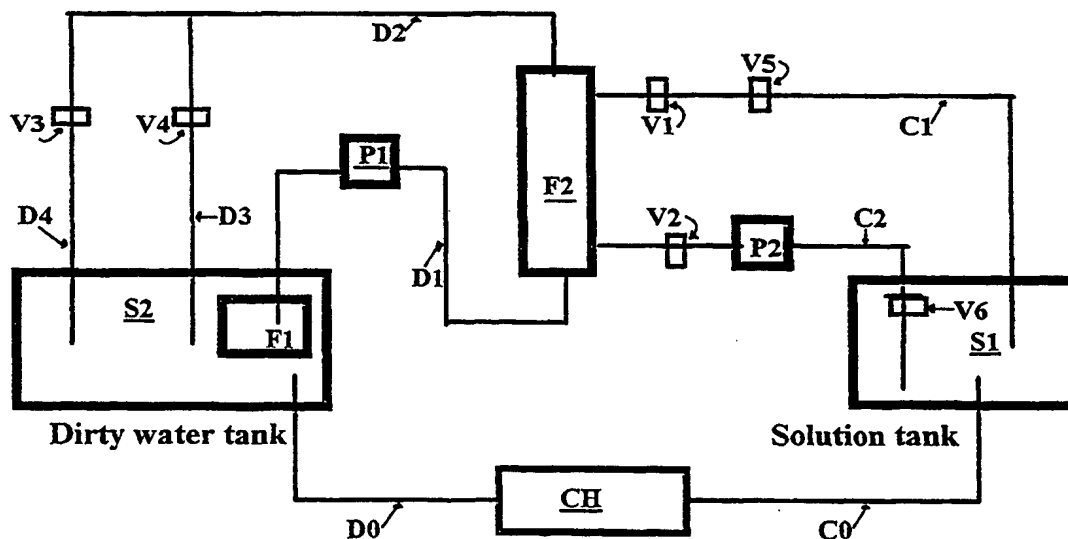 D2
V5
V3
V4
P1
V1
C1
F2
D4
D3
V2
C2
D1
P2
S2
F1
V6
S1
Dirty water tank
Solution tank
CH
D0
C0